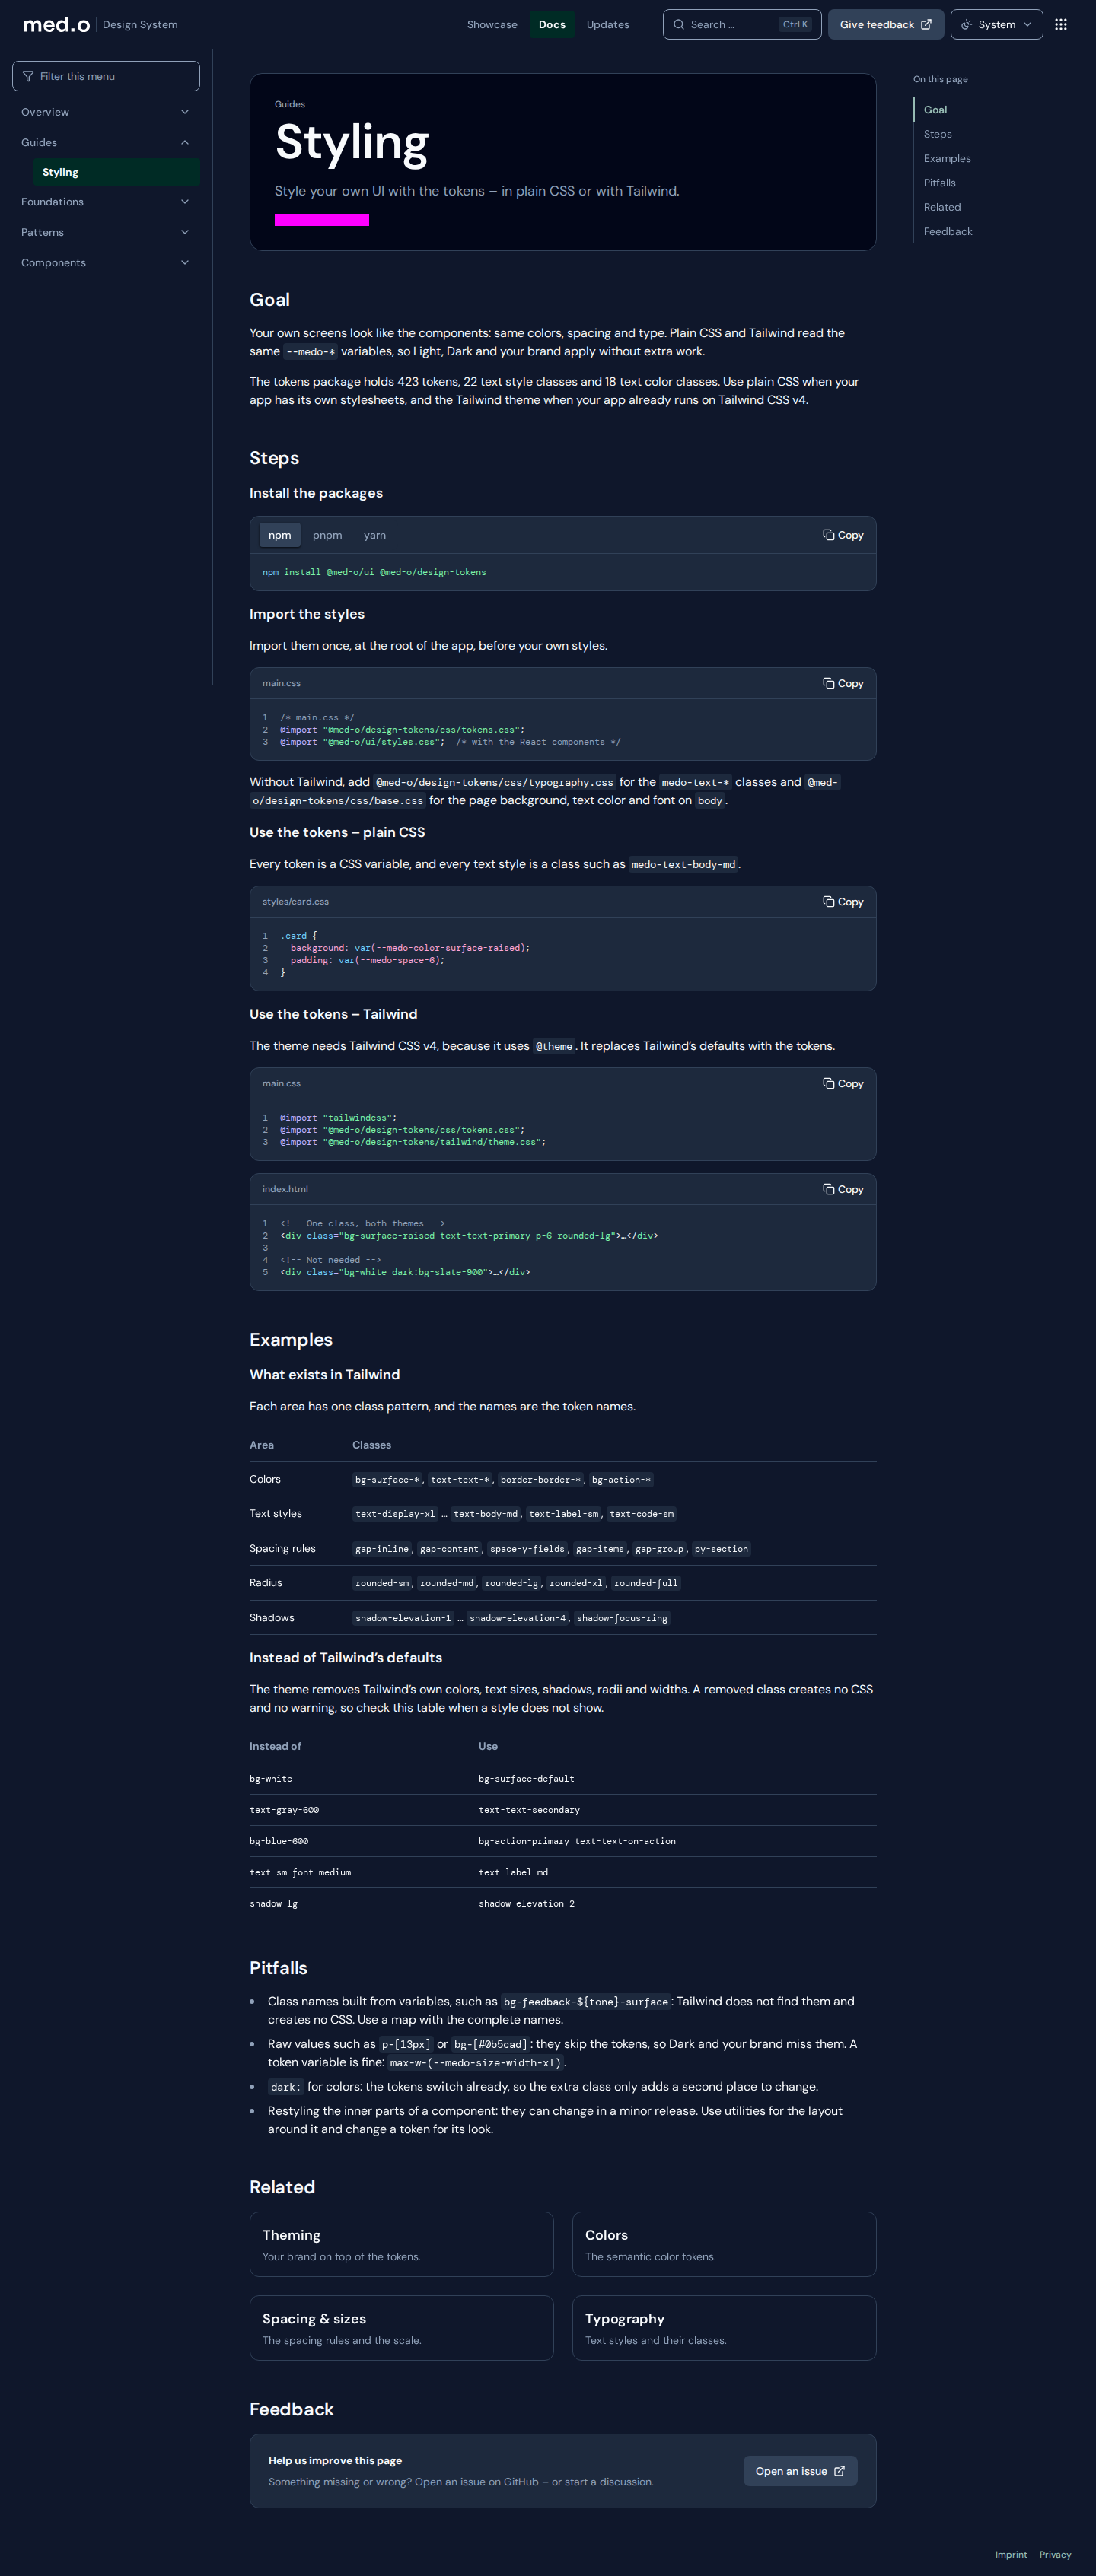 med.o Design System Showcase Docs Updates Search … Ctrl K Give feedback System
Filter this menu
Overview
Guides
Styling
Foundations
Patterns
Components
Guides
Styling
Style your own UI with the tokens – in plain CSS or with Tailwind.
On this page
Goal
Steps
Examples
Pitfalls
Related
Feedback
Goal
Your own screens look like the components: same colors, spacing and type. Plain CSS and Tailwind read the
same --medo-* variables, so Light, Dark and your brand apply without extra work.
The tokens package holds 423 tokens, 22 text style classes and 18 text color classes. Use plain CSS when your
app has its own stylesheets, and the Tailwind theme when your app already runs on Tailwind CSS v4.
Steps
Install the packages
npm pnpm yarn Copy
npm install @med-o/ui @med-o/design-tokens
Import the styles
Import them once, at the root of the app, before your own styles.
main.css Copy
1 /* main.css */
2 @import "@med-o/design-tokens/css/tokens.css";
3 @import "@med-o/ui/styles.css"; /* with the React components */
Without Tailwind, add @med-o/design-tokens/css/typography.css for the medo-text-* classes and @med-
o/design-tokens/css/base.css for the page background, text color and font on body.
Use the tokens – plain CSS
Every token is a CSS variable, and every text style is a class such as medo-text-body-md.
styles/card.css Copy
1 .card {
2 background: var(--medo-color-surface-raised);
3 padding: var(--medo-space-6);
4 }
Use the tokens – Tailwind
The theme needs Tailwind CSS v4, because it uses @theme. It replaces Tailwind’s defaults with the tokens.
main.css Copy
1 @import "tailwindcss";
2 @import "@med-o/design-tokens/css/tokens.css";
3 @import "@med-o/design-tokens/tailwind/theme.css";
index.html Copy
1 <!-- One class, both themes -->
2 <div class="bg-surface-raised text-text-primary p-6 rounded-lg">…</div>
3
4 <!-- Not needed -->
5 <div class="bg-white dark:bg-slate-900">…</div>
Examples
What exists in Tailwind
Each area has one class pattern, and the names are the token names.
Area Classes
Colors bg-surface-*, text-text-*, border-border-*, bg-action-*
Text styles text-display-xl … text-body-md, text-label-sm, text-code-sm
Spacing rules gap-inline, gap-content, space-y-fields, gap-items, gap-group, py-section
Radius rounded-sm, rounded-md, rounded-lg, rounded-xl, rounded-full
Shadows shadow-elevation-1 … shadow-elevation-4, shadow-focus-ring
Instead of Tailwind’s defaults
The theme removes Tailwind’s own colors, text sizes, shadows, radii and widths. A removed class creates no CSS
and no warning, so check this table when a style does not show.
Instead of Use
bg-white bg-surface-default
text-gray-600 text-text-secondary
bg-blue-600 bg-action-primary text-text-on-action
text-sm font-medium text-label-md
shadow-lg shadow-elevation-2
Pitfalls
Class names built from variables, such as bg-feedback-${tone}-surface: Tailwind does not find them and
creates no CSS. Use a map with the complete names.
Raw values such as p-[13px] or bg-[#0b5cad]: they skip the tokens, so Dark and your brand miss them. A
token variable is fine: max-w-(--medo-size-width-xl).
dark: for colors: the tokens switch already, so the extra class only adds a second place to change.
Restyling the inner parts of a component: they can change in a minor release. Use utilities for the layout
around it and change a token for its look.
Related
Theming
Your brand on top of the tokens.
Colors
The semantic color tokens.
Spacing & sizes
The spacing rules and the scale.
Typography
Text styles and their classes.
Feedback
Help us improve this page
Something missing or wrong? Open an issue on GitHub – or start a discussion.
Open an issue
Imprint Privacy